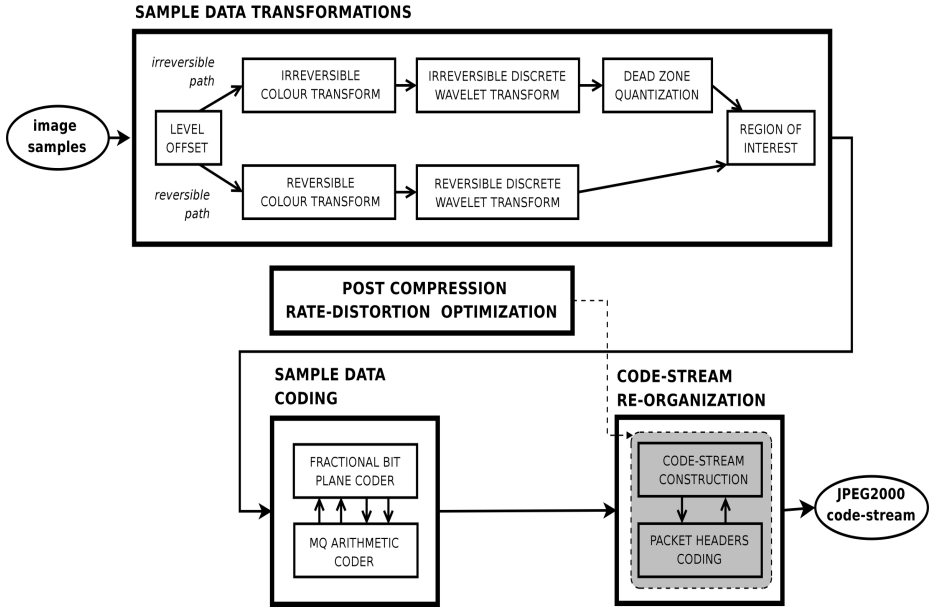 SAMPLE DATA TRANSFORMATIONS
irreversible
path
IRREVERSIBLE
COLOUR TRANSFORM
IRREVERSIBLE DISCRETE
WAVELET TRANSFORM
DEAD ZONE
QUANTIZATION
image
samples
LEVEL
OFFSET
REGION OF
INTEREST
reversible
path
REVERSIBLE
COLOUR TRANSFORM
REVERSIBLE DISCRETE
WAVELET TRANSFORM
POST COMPRESSION
RATE-DISTORTION OPTIMIZATION
SAMPLE DATA
CODING
FRACTIONAL BIT
PLANE CODER
MQ ARITHMETIC
CODER
CODE-STREAM
RE-ORGANIZATION
CODE-STREAM
CONSTRUCTION
PACKET HEADERS
CODING
JPEG2000
code-stream